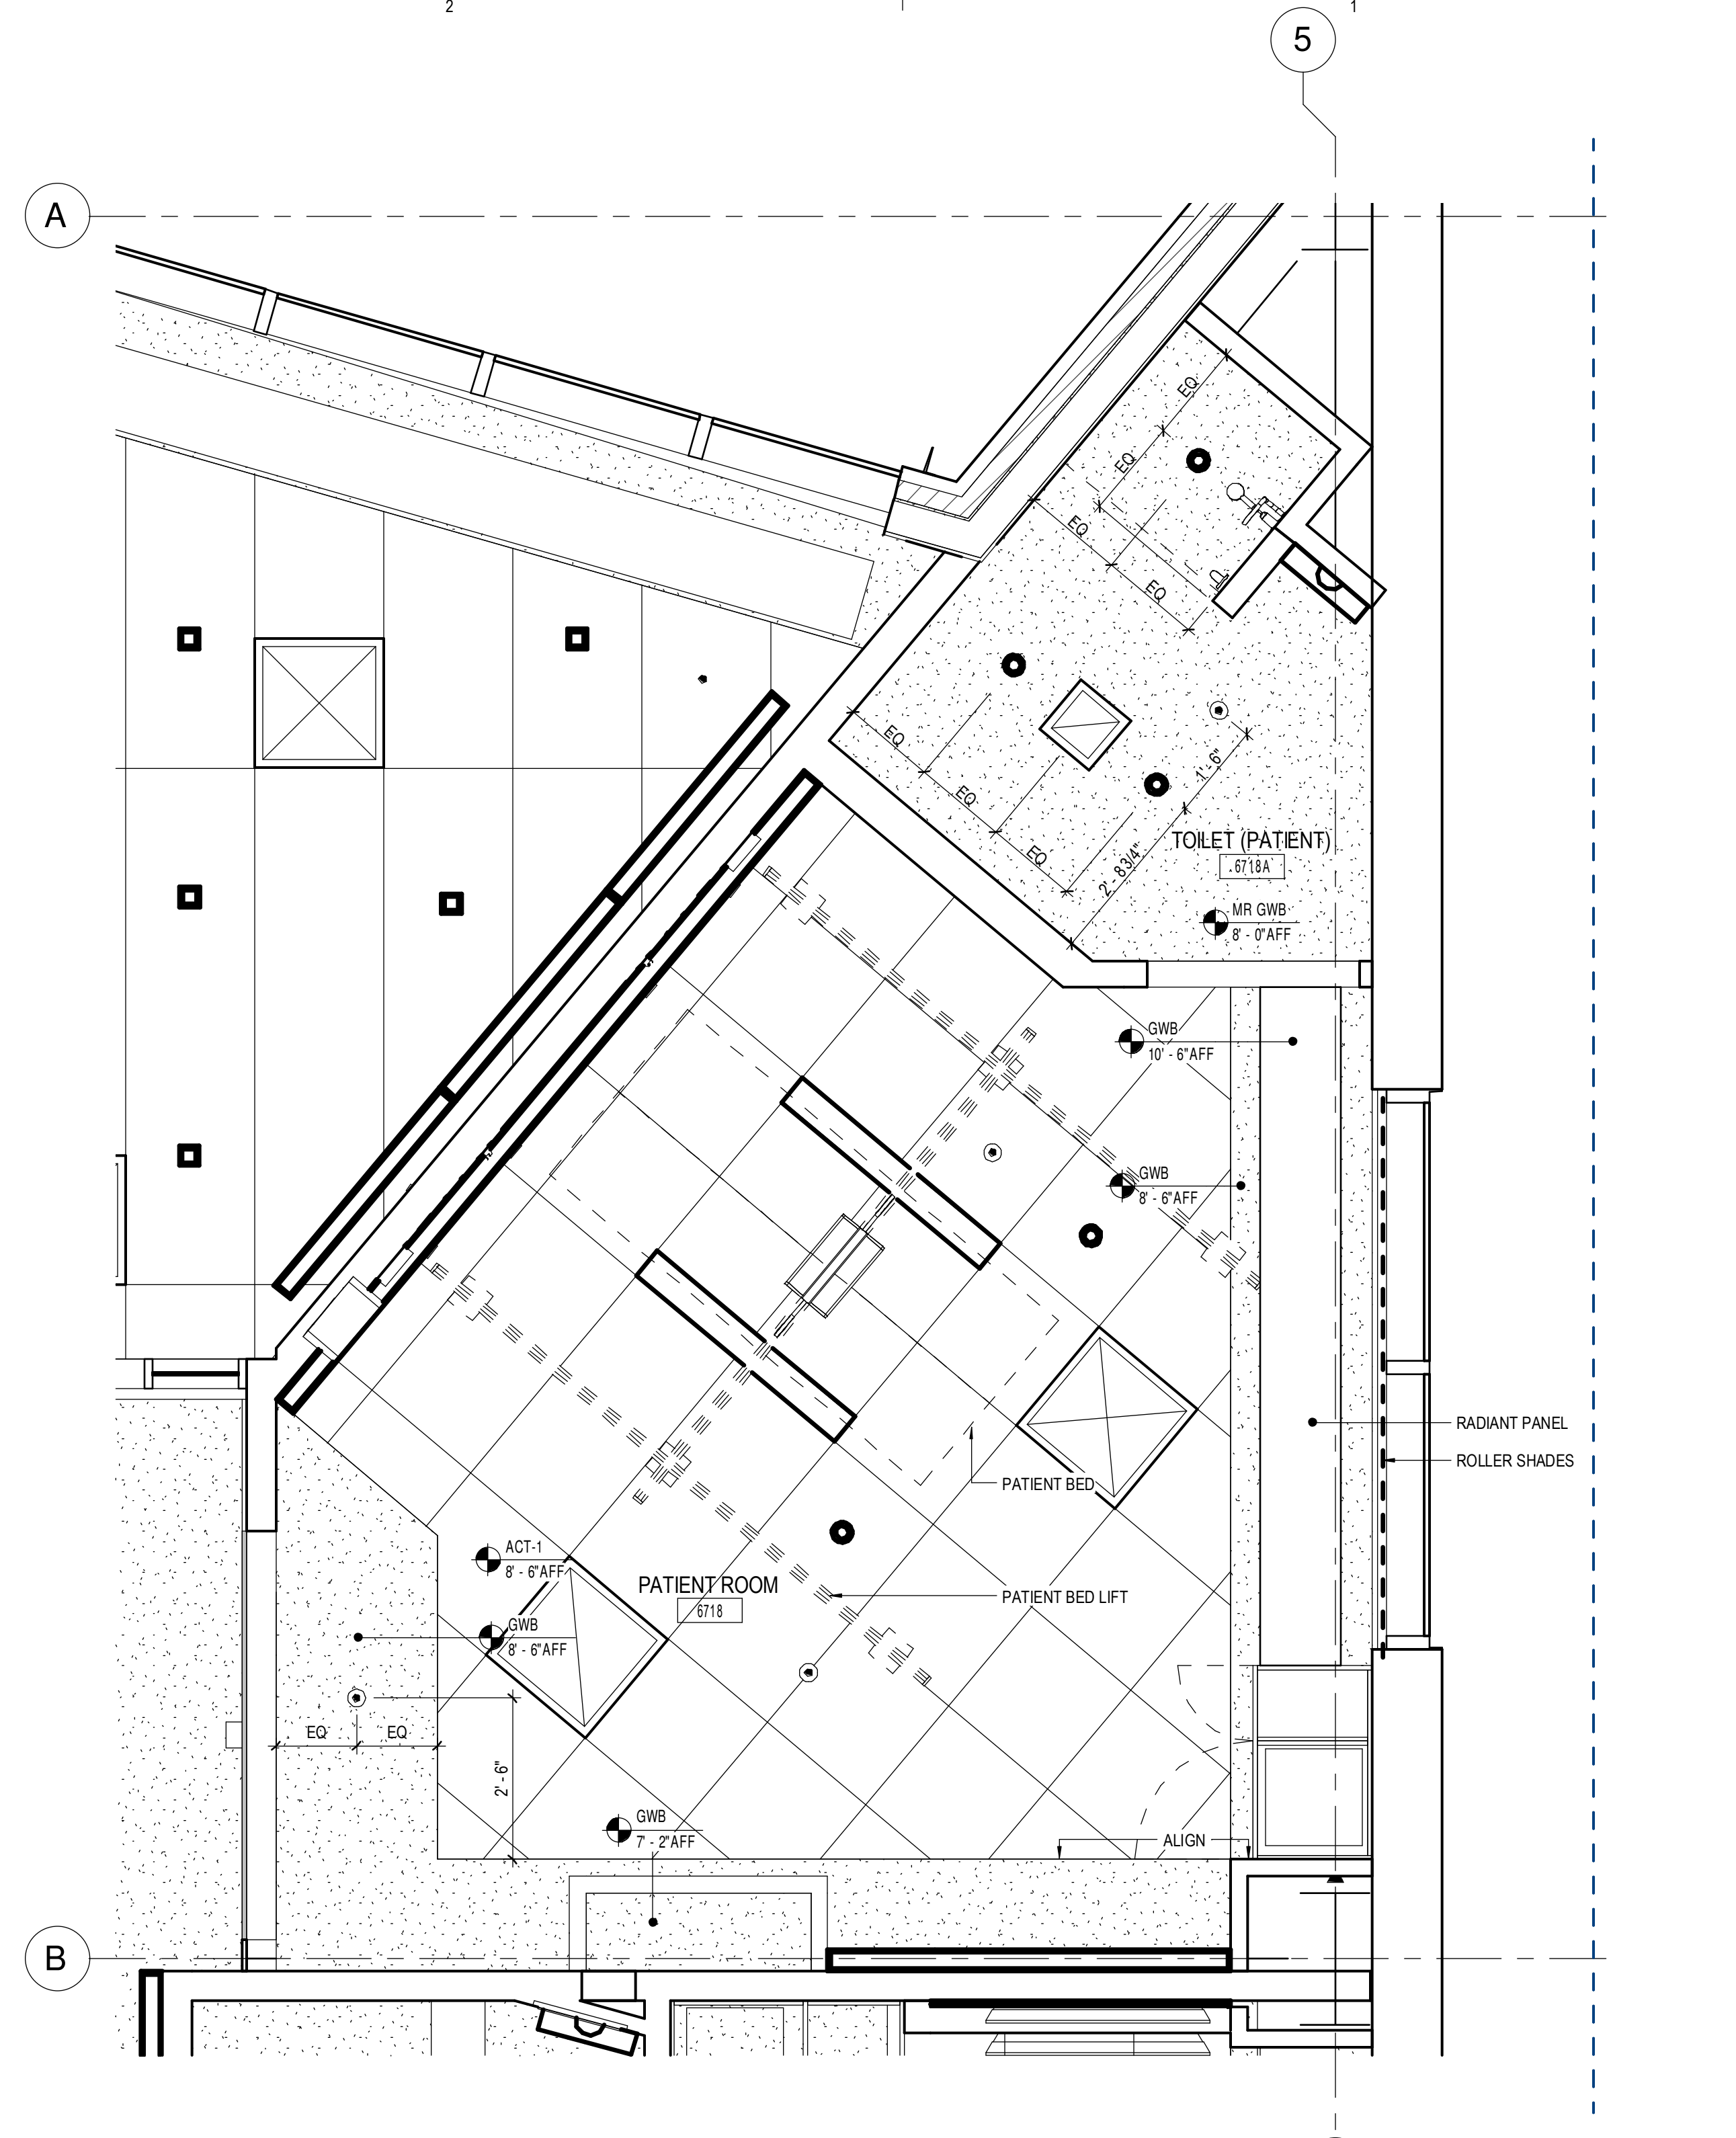 2
1
5
A
EQ
EQ
EQ
EQ
EQ
EQ
EQ
1' - 6"
2' - 8 3/4"
TOILET (PATIENT)
6718A
MR GWB
8' - 0"AFF
GWB
10' - 6"AFF
GWB
8' - 6"AFF
RADIANT PANEL
ROLLER SHADES
PATIENT BED
ACT-1
8' - 6"AFF
PATIENT ROOM
6718
PATIENT BED LIFT
GWB
8' - 6"AFF
EQ
EQ
2' - 6"
GWB
7' - 2"AFF
ALIGN
B